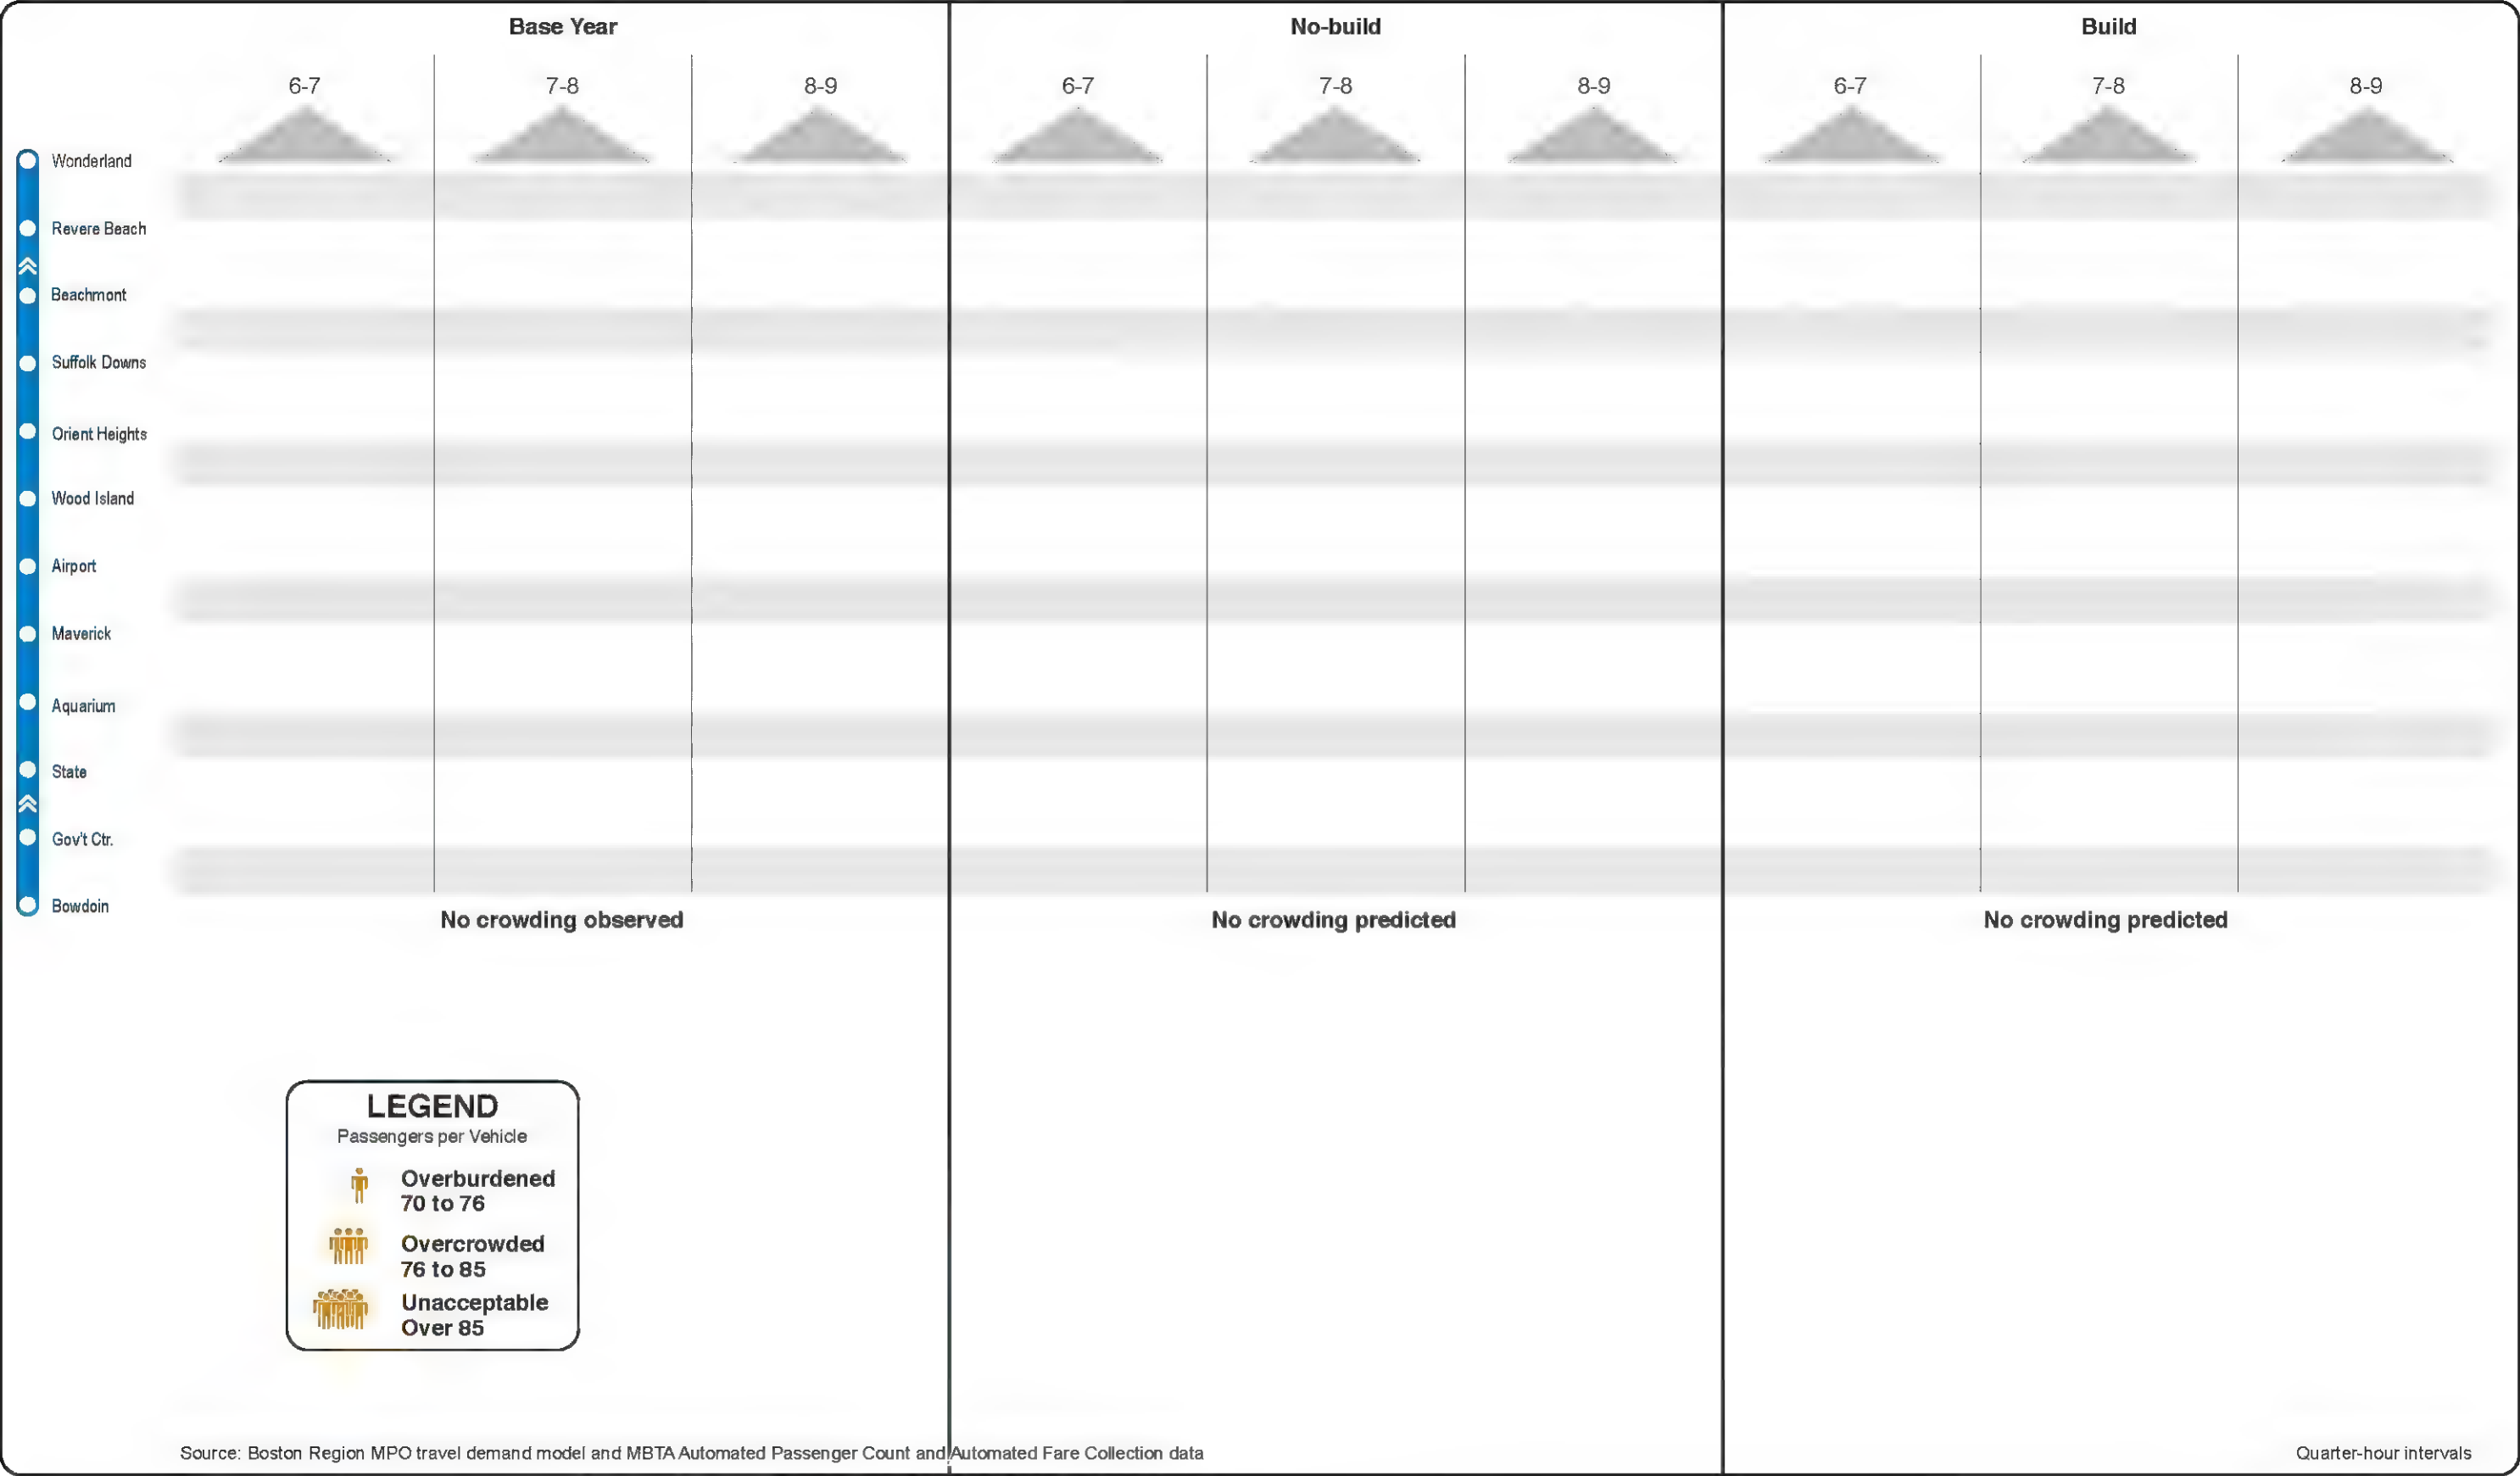 Base Year
No-build
Build
6-7
7-8
8-9
6-7
7-8
8-9
6-7
7-8
8-9
Wonderland
Revere Beach
Beachmont
Suffolk Downs
Orient Heights
Wood Island
Airport
Maverick
Aquarium
State
Gov't Ctr.
Bowdoin
No crowding observed
No crowding predicted
No crowding predicted
LEGEND
Passengers per Vehicle
Overburdened
70 to 76
Overcrowded
76 to 85
Unacceptable
Over 85
Source: Boston Region MPO travel demand model and MBTA Automated Passenger Count and Automated Fare Collection data
Quarter-hour intervals